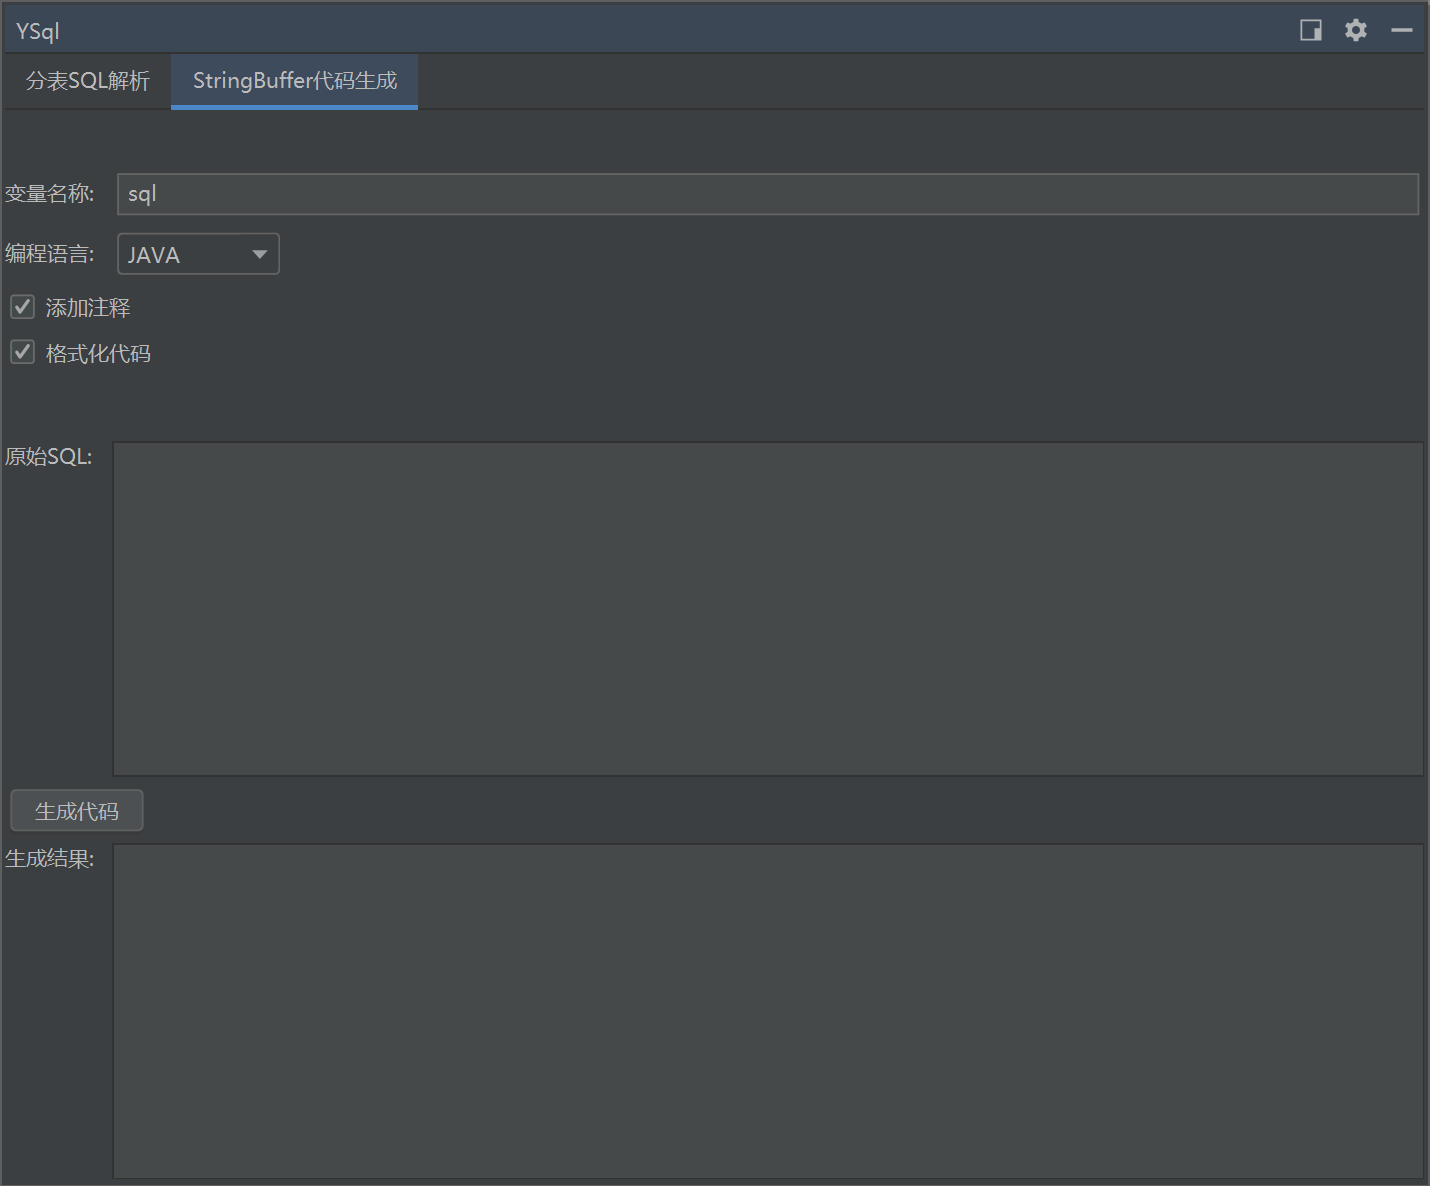 YSql
分表SQL解析 StringBuffer代码生成
变量名称: sql
编程语言: JAVA
添加注释
格式化代码
原始SQL:
生成代码
生成结果: